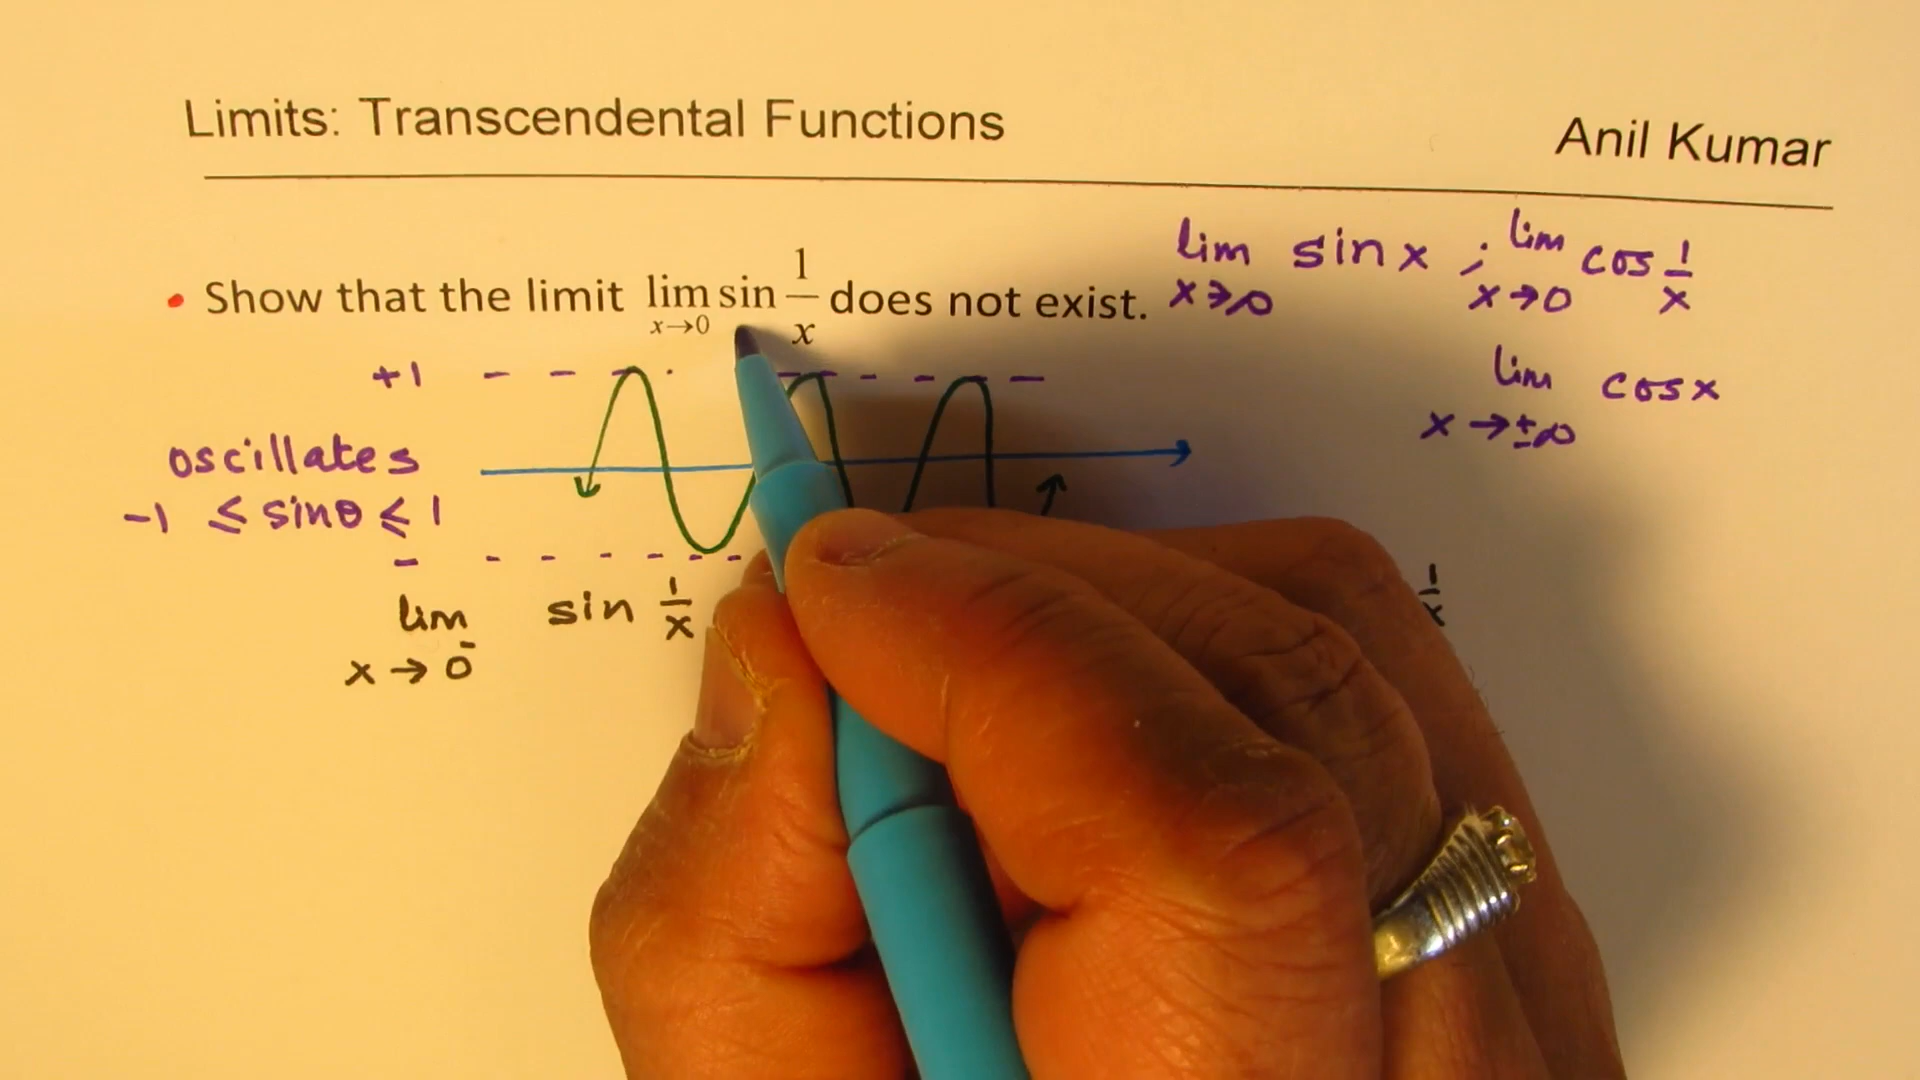 Limits: Transcendental Functions
Anil Kumar
• Show that the limit lim x→0 sin 1/x does not exist.
lim x→∞ sin x ; lim x→0 cos 1/x
lim x→±∞ cos x
+1
oscillates
-1 ≤ sinθ ≤ 1
lim x→0⁻ sin 1/x
1/x